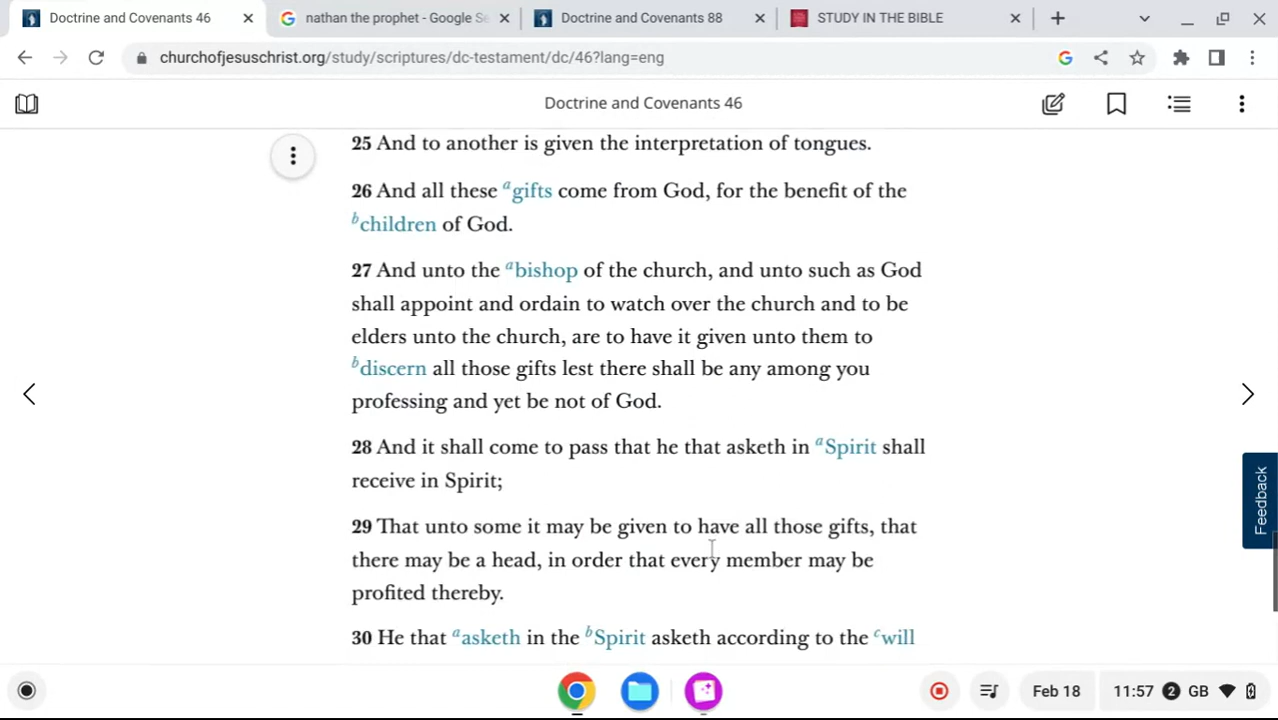 Doctrine and Covenants 46
nathan the prophet - Google Se
Doctrine and Covenants 88
STUDY IN THE BIBLE
churchofjesuschrist.org/study/scriptures/dc-testament/dc/46?lang=eng
Doctrine and Covenants 46
25 And to another is given the interpretation of tongues.
26 And all these a gifts come from God, for the benefit of the
b children of God.
27 And unto the a bishop of the church, and unto such as God
shall appoint and ordain to watch over the church and to be
elders unto the church, are to have it given unto them to
b discern all those gifts lest there shall be any among you
professing and yet be not of God.
28 And it shall come to pass that he that asketh in a Spirit shall
receive in Spirit;
29 That unto some it may be given to have all those gifts, that
there may be a head, in order that every member may be
profited thereby.
30 He that a asketh in the b Spirit asketh according to the c will
Feedback
Feb 18
11:57 2 GB